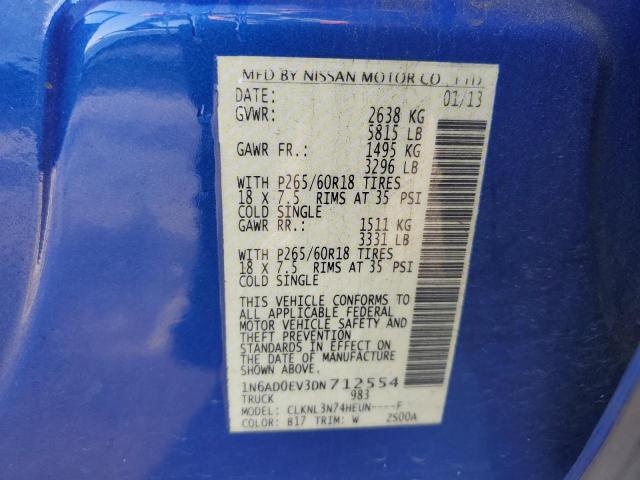 MFD BY NISSAN MOTOR CO., LTD.
DATE: 01/13
GVWR: 2638 KG
5815 LB
GAWR FR.: 1495 KG
3296 LB
WITH P265/60R18 TIRES
18 X 7.5 RIMS AT 35 PSI
COLD SINGLE
GAWR RR.: 1511 KG
3331 LB
WITH P265/60R18 TIRES
18 X 7.5 RIMS AT 35 PSI
COLD SINGLE
THIS VEHICLE CONFORMS TO
ALL APPLICABLE FEDERAL
MOTOR VEHICLE SAFETY AND
THEFT PREVENTION
STANDARDS IN EFFECT ON
THE DATE OF MANUFACTURE
SHOWN ABOVE.
1N6AD0EV3DN712554
TRUCK 983
MODEL: CLKNL3N74HEUN----F
COLOR: B17 TRIM: W 2S00A